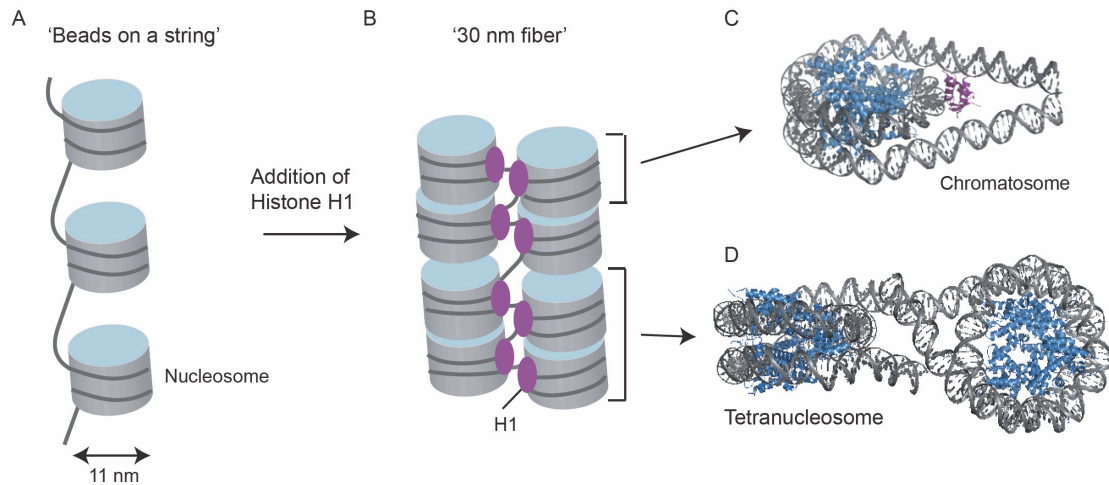 A
'Beads on a string'
Nucleosome
11 nm
Addition of
Histone H1
B
'30 nm fiber'
H1
C
Chromatosome
D
Tetranucleosome